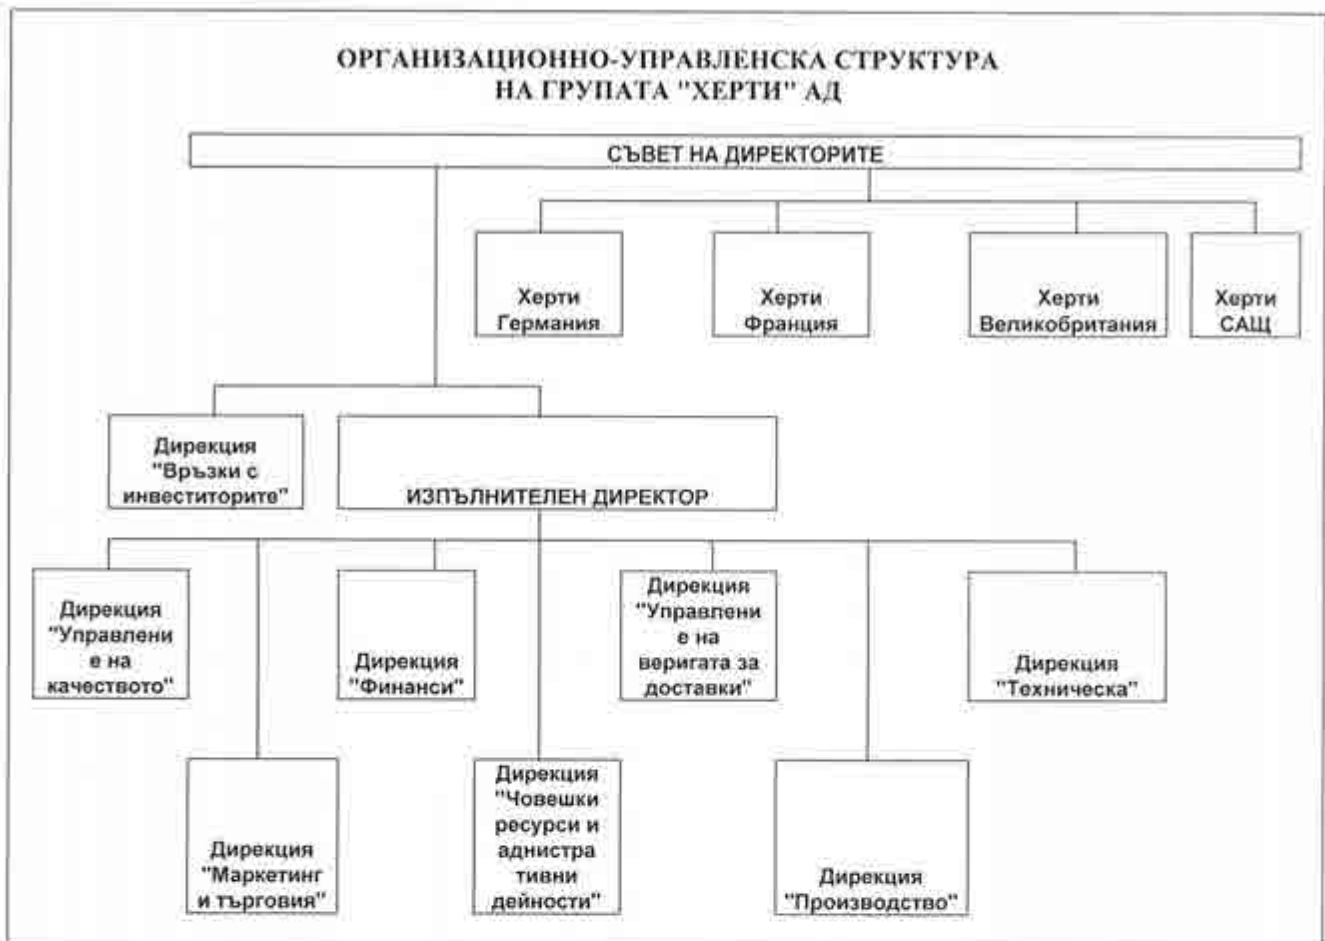 ОРГАНИЗАЦИОННО-УПРАВЛЕНСКА СТРУКТУРА
НА ГРУПАТА "ХЕРТИ" АД
СЪВЕТ НА ДИРЕКТОРИТЕ
Херти
Германия
Херти
Франция
Херти
Великобритания
Херти
САЩ
Дирекция
"Връзки с
инвеститорите"
ИЗПЪЛНИТЕЛЕН ДИРЕКТОР
Дирекция
"Управлени
е на
качеството"
Дирекция
"Финанси"
Дирекция
"Управлени
е на
веригата за
доставки"
Дирекция
"Техническа"
Дирекция
"Маркетинг
и търговия"
Дирекция
"Човешки
ресурси и
аднистра
тивни
дейности"
Дирекция
"Производство"